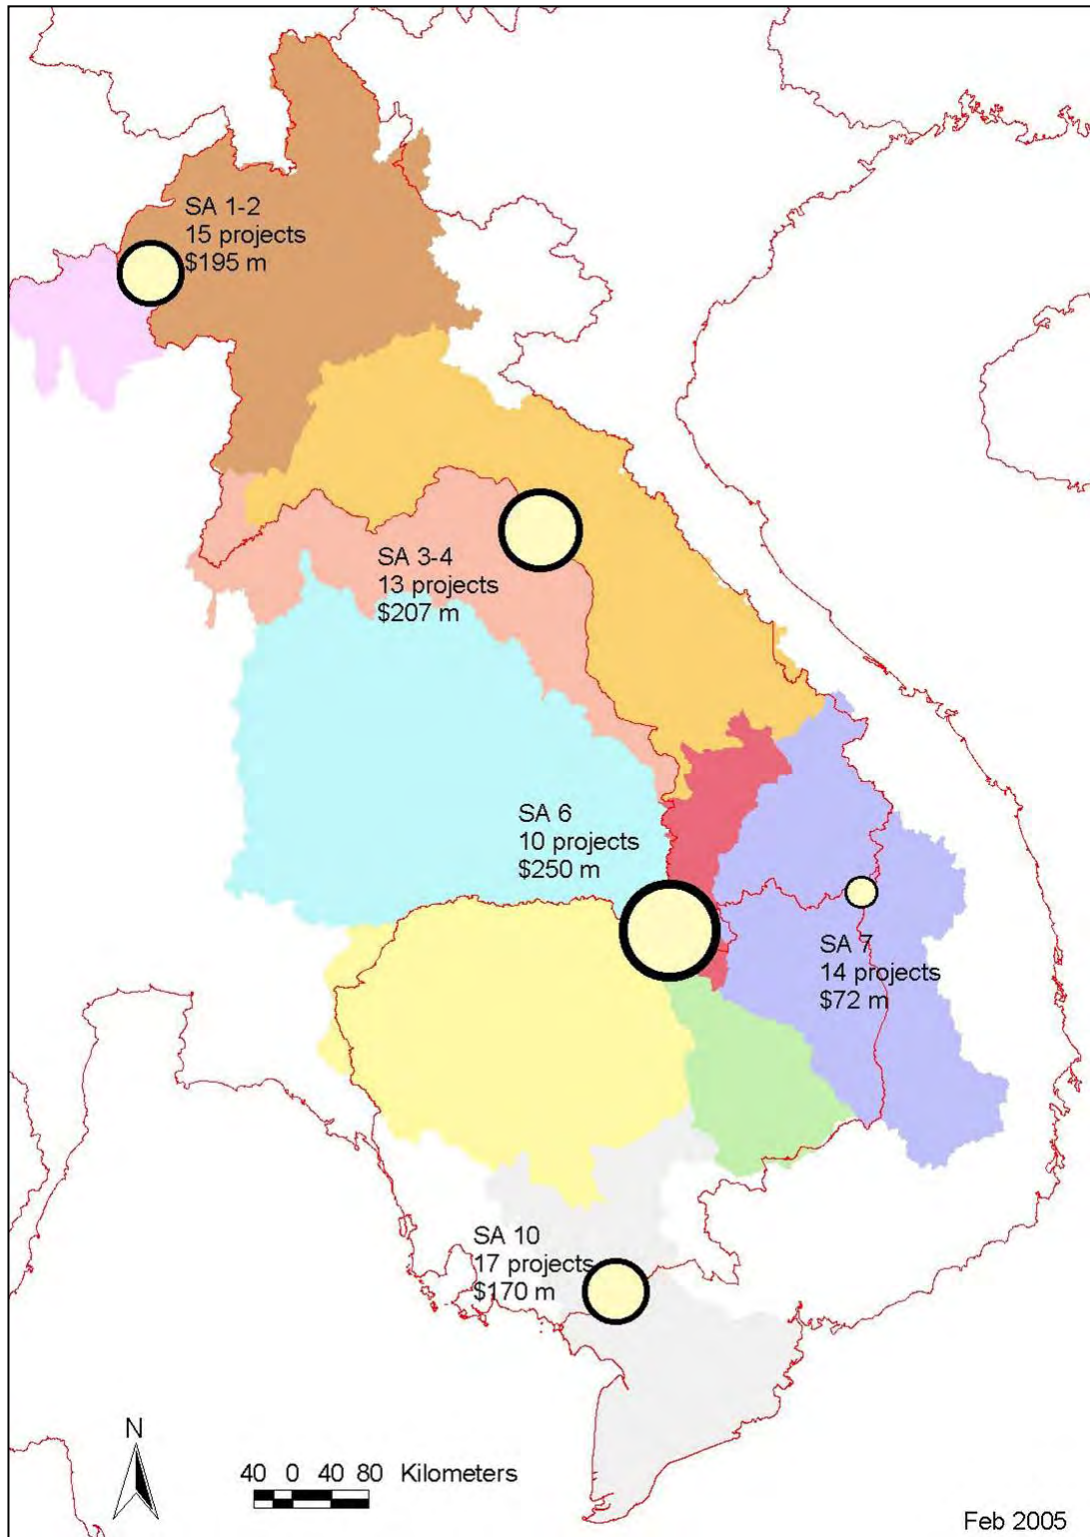 SA 1-2
15 projects
$195 m
SA 3-4
13 projects
$207 m
SA 6
10 projects
$250 m
SA 7
14 projects
$72 m
SA 10
17 projects
$170 m
N
40 0 40 80 Kilometers
Feb 2005